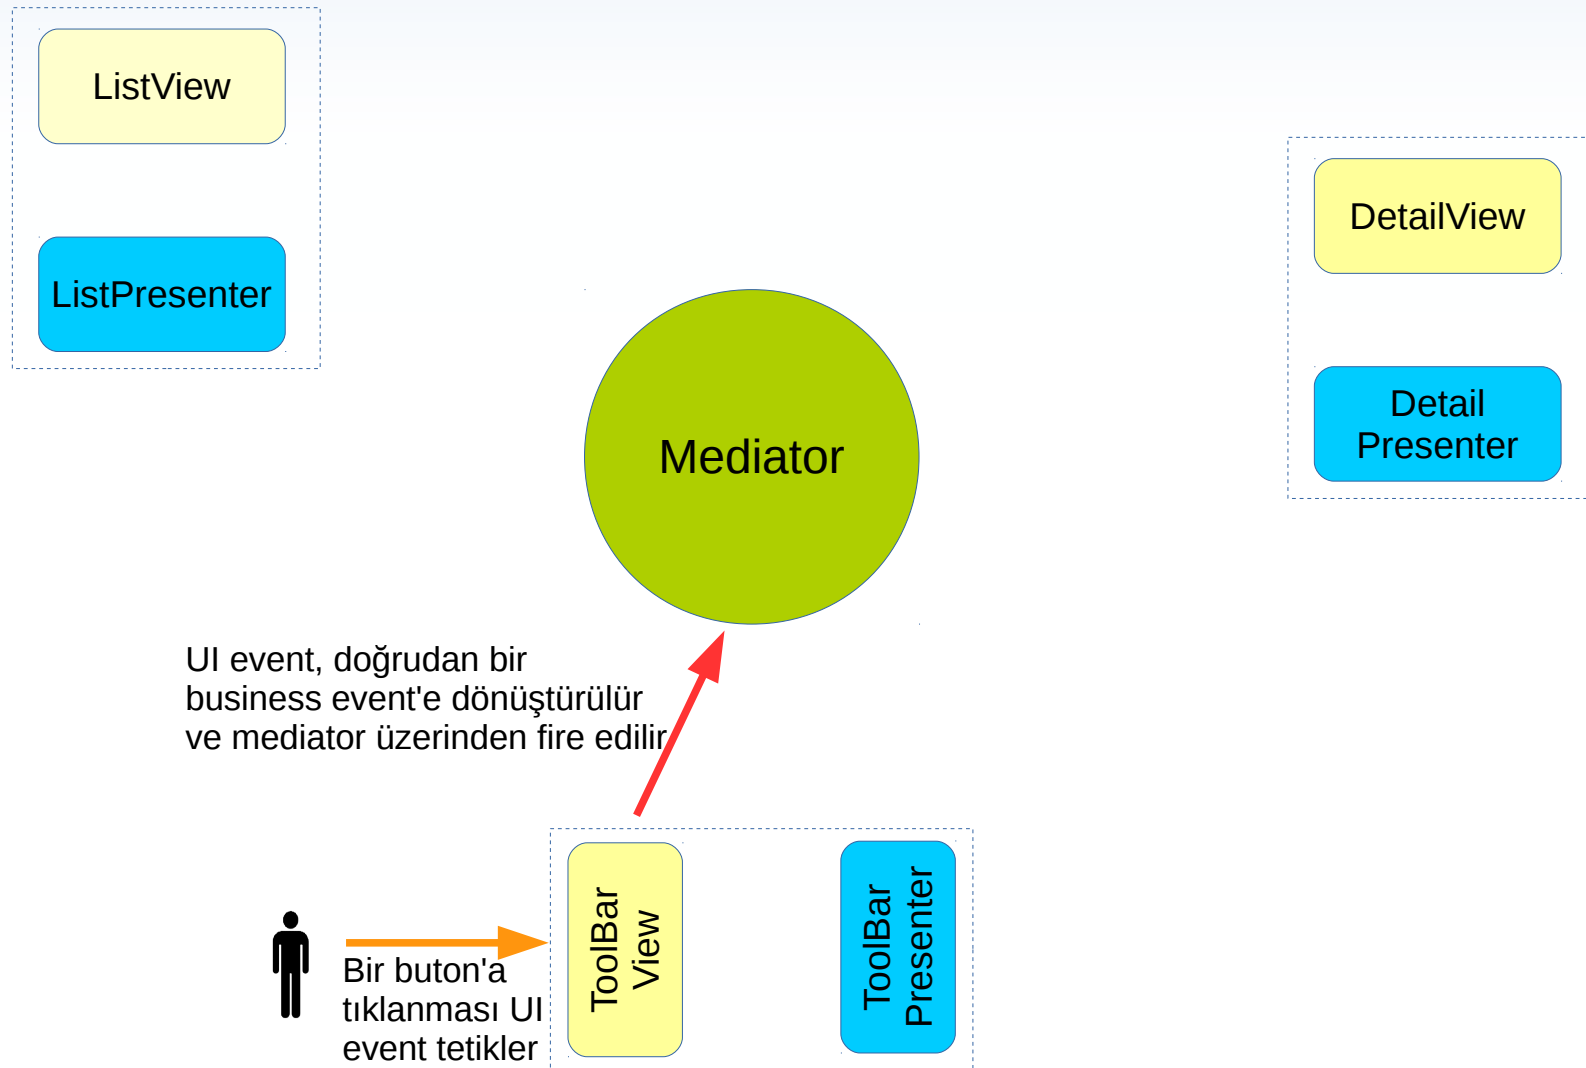 ListView
ListPresenter
DetailView
Detail
Presenter
Mediator
UI event, doğrudan bir
business event'e dönüştürülür
ve mediator üzerinden fire edilir
Bir buton'a
tıklanması UI
event tetikler
ToolBar
View
ToolBar
Presenter